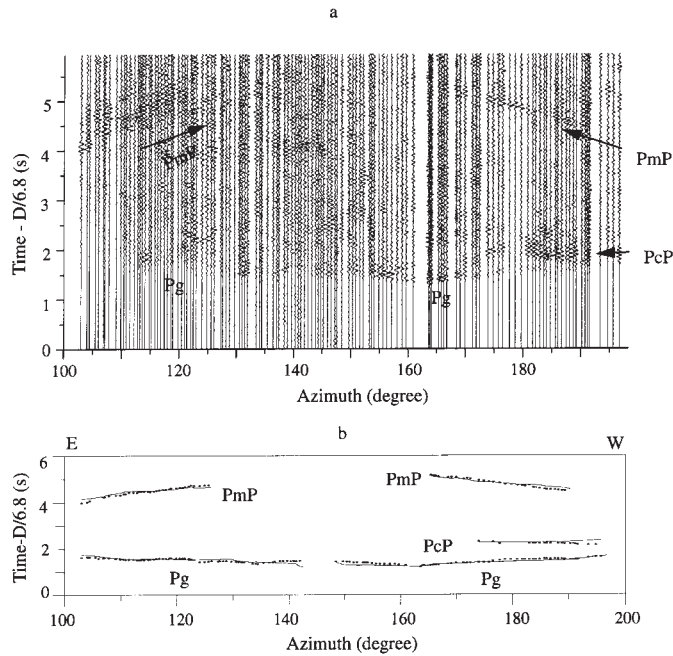 a
5
4
3
2
1
0
Time - D/6.8 (s)
PmP
PmP
PcP
Pg
Pg
100
120
140
160
180
Azimuth (degree)
b
E
W
6
4
2
0
Time-D/6.8 (s)
PmP
PmP
PcP
Pg
Pg
100
120
140
160
180
200
Azimuth (degree)